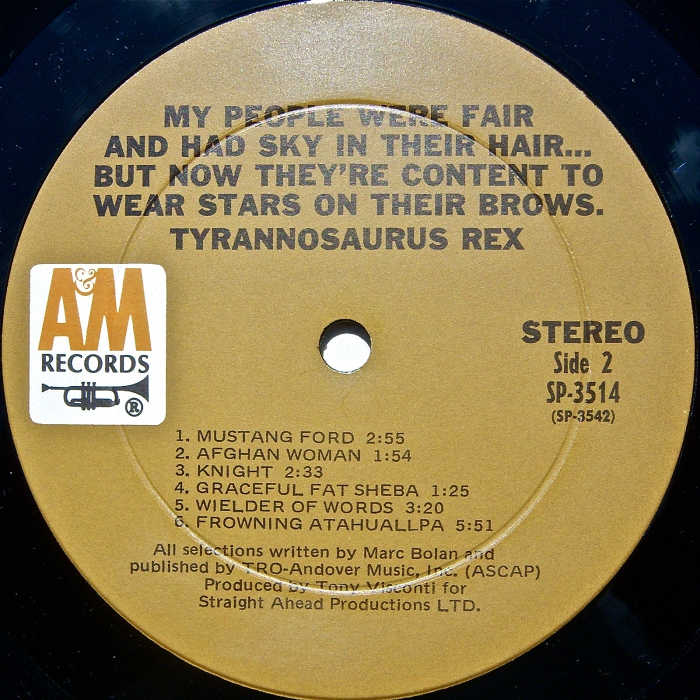 MY PEOPLE WERE FAIR
AND HAD SKY IN THEIR HAIR...
BUT NOW THEY'RE CONTENT TO
WEAR STARS ON THEIR BROWS.
TYRANNOSAURUS REX
A&M
RECORDS
®
STEREO
Side 2
SP-3514
(SP-3542)
1. MUSTANG FORD 2:55
2. AFGHAN WOMAN 1:54
3. KNIGHT 2:33
4. GRACEFUL FAT SHEBA 1:25
5. WIELDER OF WORDS 3:20
6. FROWNING ATAHUALLPA 5:51
All selections written by Marc Bolan and
published by TRO-Andover Music, Inc. (ASCAP)
Produced by Tony Visconti for
Straight Ahead Productions LTD.